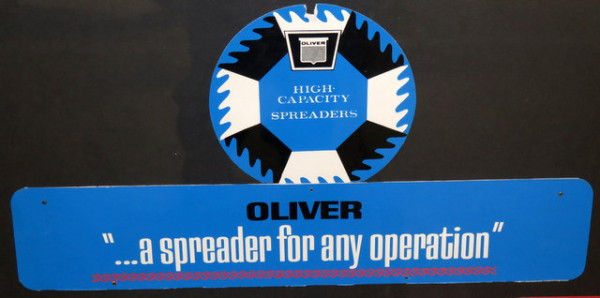 OLIVER
HIGH-
CAPACITY
SPREADERS
OLIVER
"...a spreader for any operation"